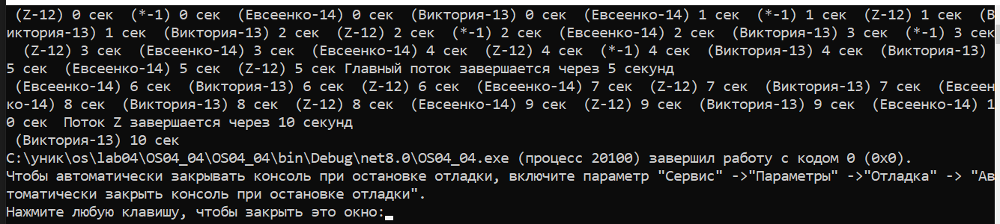 (Z-12) 0 сек  (*-1) 0 сек  (Евсеенко-14) 0 сек  (Виктория-13) 0 сек  (Евсеенко-14) 1 сек  (*-1) 1 сек  (Z-12) 1 сек  (В
иктория-13) 1 сек  (Виктория-13) 2 сек  (Z-12) 2 сек  (*-1) 2 сек  (Евсеенко-14) 2 сек  (Виктория-13) 3 сек  (*-1) 3 сек
(Z-12) 3 сек  (Евсеенко-14) 3 сек  (Евсеенко-14) 4 сек  (Z-12) 4 сек  (*-1) 4 сек  (Виктория-13) 4 сек  (Виктория-13)
5 сек  (Евсеенко-14) 5 сек  (Z-12) 5 сек Главный поток завершается через 5 секунд
(Евсеенко-14) 6 сек  (Виктория-13) 6 сек  (Z-12) 6 сек  (Евсеенко-14) 7 сек  (Z-12) 7 сек  (Виктория-13) 7 сек  (Евсеен
ко-14) 8 сек  (Виктория-13) 8 сек  (Z-12) 8 сек  (Евсеенко-14) 9 сек  (Z-12) 9 сек  (Виктория-13) 9 сек  (Евсеенко-14) 1
0 сек  Поток Z завершается через 10 секунд
(Виктория-13) 10 сек
C:\уник\os\lab04\OS04_04\OS04_04\bin\Debug\net8.0\OS04_04.exe (процесс 20100) завершил работу с кодом 0 (0x0).
Чтобы автоматически закрывать консоль при остановке отладки, включите параметр "Сервис" ->"Параметры" ->"Отладка" -> "Ав
томатически закрыть консоль при остановке отладки".
Нажмите любую клавишу, чтобы закрыть это окно: